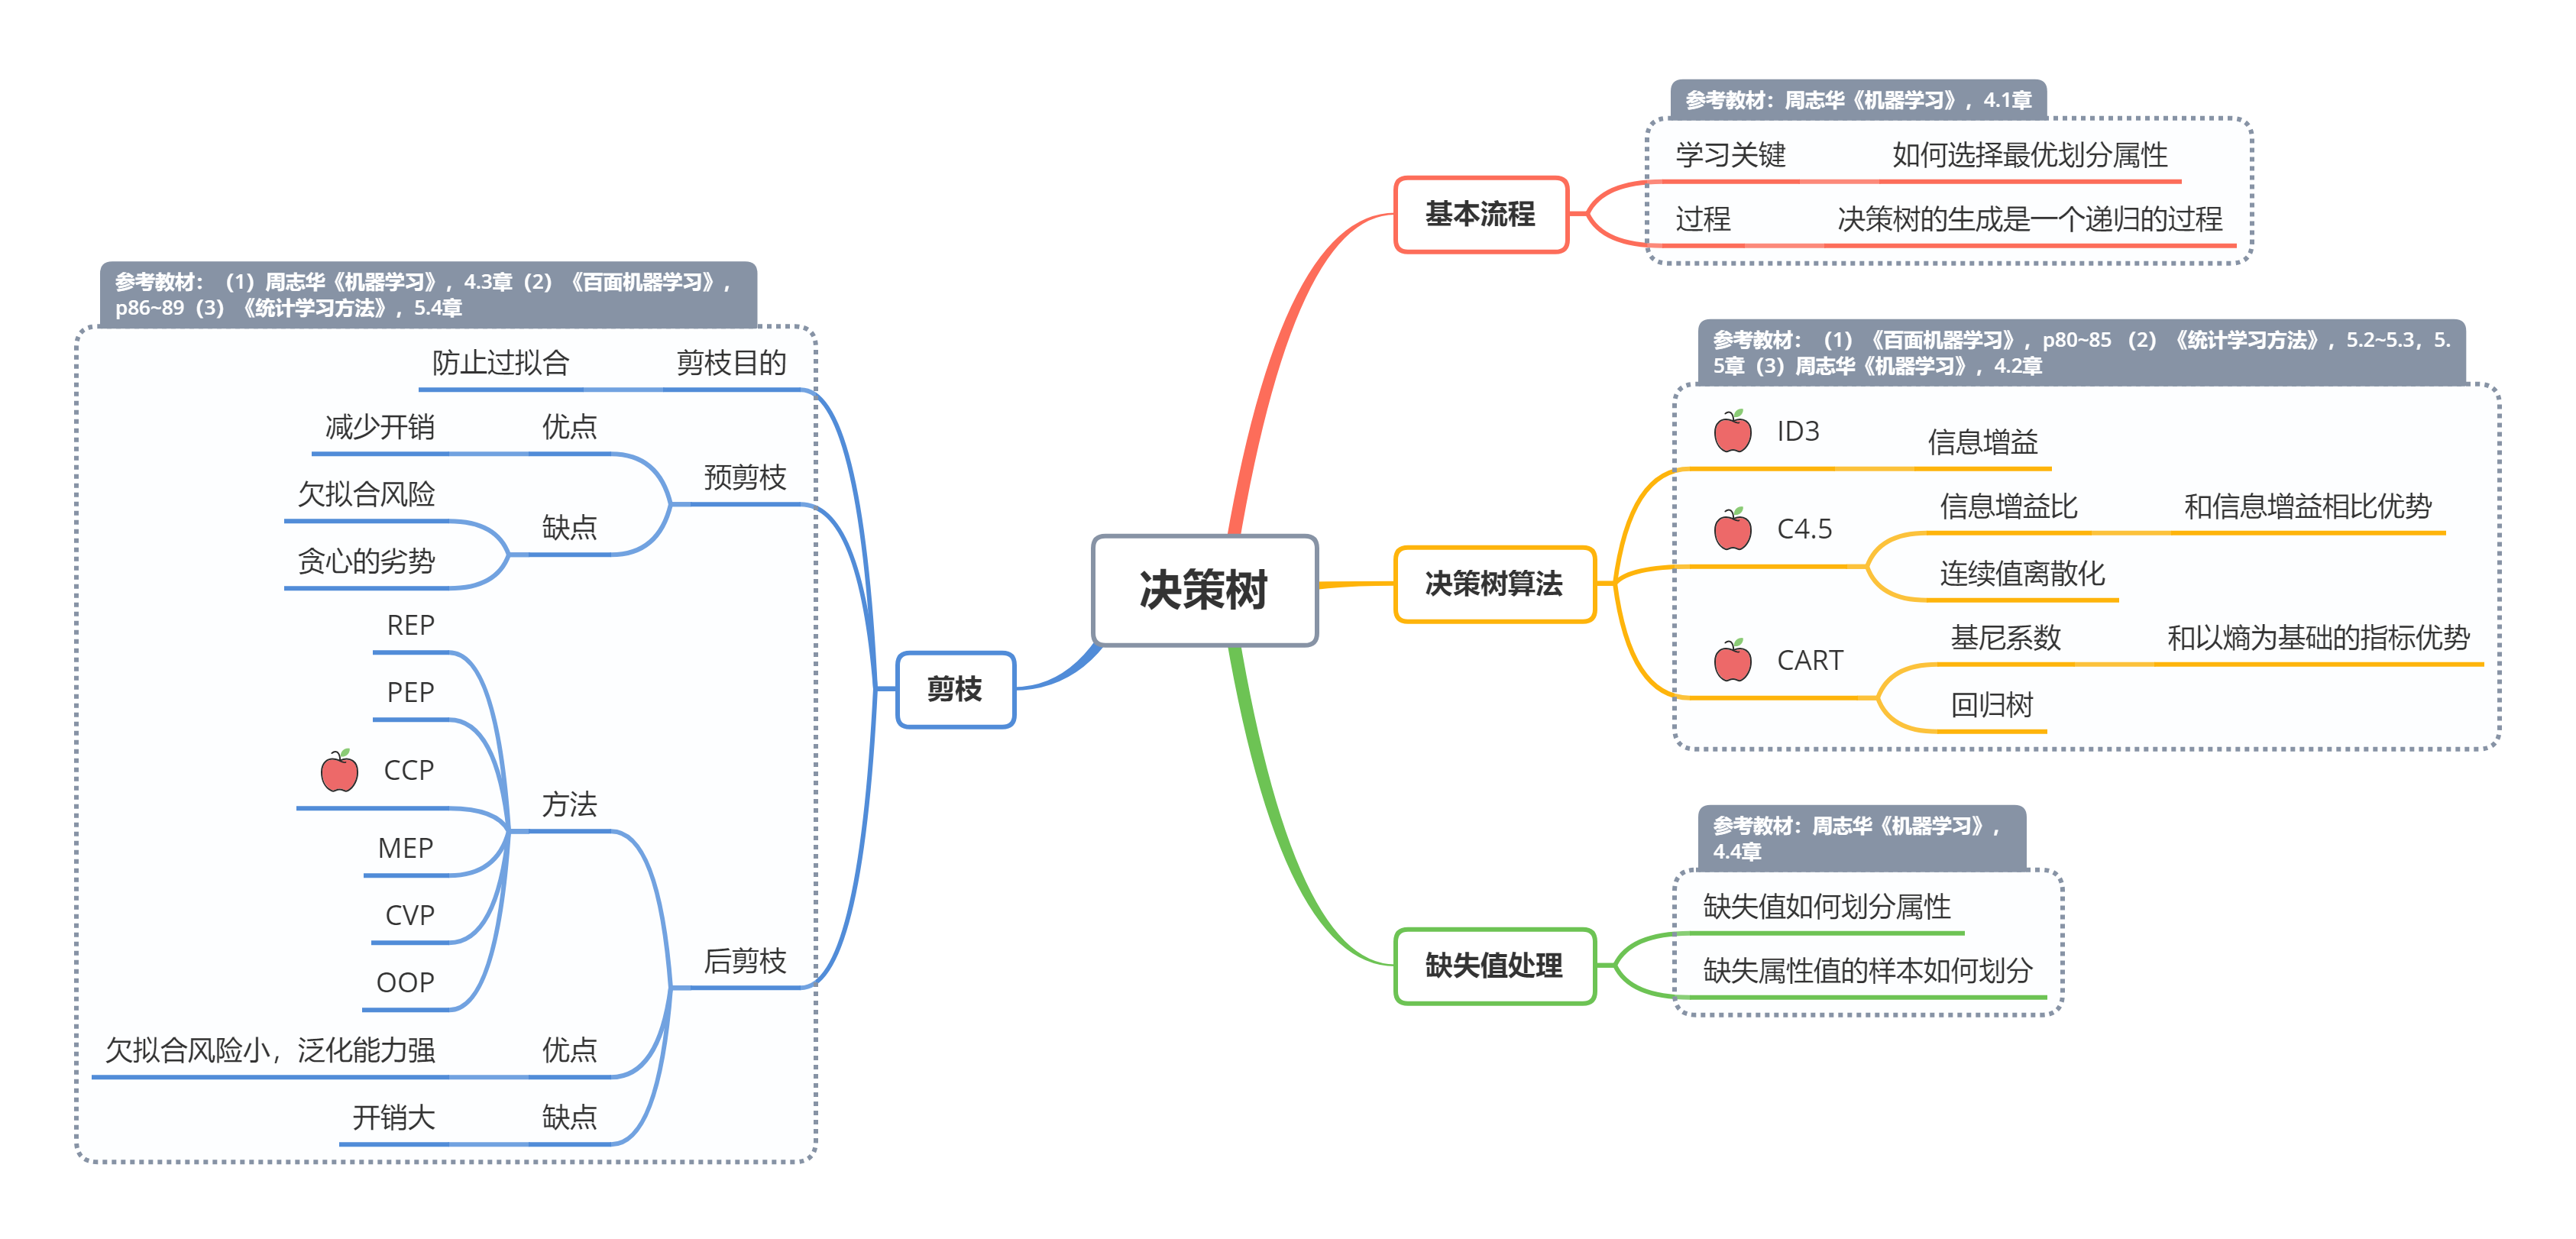 决策树
基本流程
参考教材：周志华《机器学习》，4.1章
学习关键
如何选择最优划分属性
过程
决策树的生成是一个递归的过程
决策树算法
参考教材：（1）《百面机器学习》，p80~85 （2）《统计学习方法》，5.2~5.3，5.
5章（3）周志华《机器学习》，4.2章
ID3
信息增益
C4.5
信息增益比
和信息增益相比优势
连续值离散化
CART
基尼系数
和以熵为基础的指标优势
回归树
缺失值处理
参考教材：周志华《机器学习》，
4.4章
缺失值如何划分属性
缺失属性值的样本如何划分
剪枝
参考教材：（1）周志华《机器学习》，4.3章（2）《百面机器学习》，
p86~89（3）《统计学习方法》，5.4章
剪枝目的
防止过拟合
预剪枝
优点
减少开销
缺点
欠拟合风险
贪心的劣势
后剪枝
方法
REP
PEP
CCP
MEP
CVP
OOP
优点
欠拟合风险小，泛化能力强
缺点
开销大